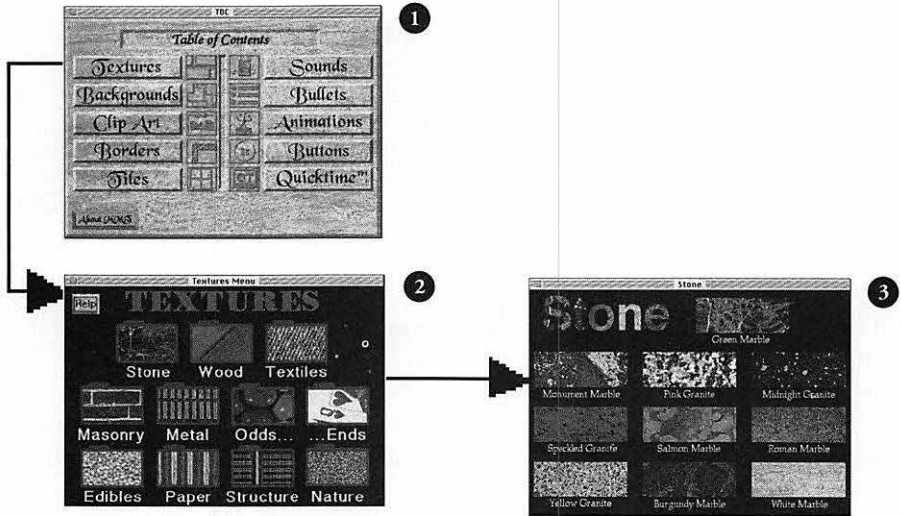 TOC
1
Table of Contents
Textures Sounds
Backgrounds Bullets
Clip Art Animations
Borders Buttons
Tiles Quicktime™!
2
Textures Menu
Help TEXTURES
Stone Wood Textiles
Masonry Metal Odds... ...Ends
Edibles Paper Structure Nature
3
Stone
Stone
Green Marble
Monument Marble Pink Granite Midnight Granite
Speckled Granite Salmon Marble Roman Marble
Yellow Granite Burgundy Marble White Marble